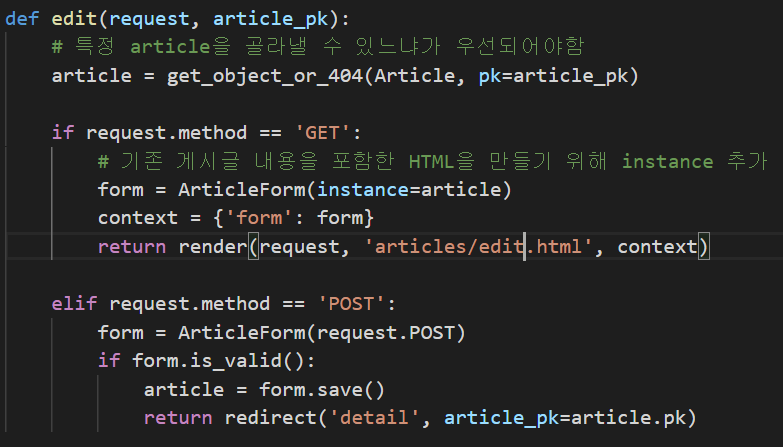 def edit(request, article_pk):
    # 특정 article을 골라낼 수 있느냐가 우선되어야함
    article = get_object_or_404(Article, pk=article_pk)
    if request.method == 'GET':
        # 기존 게시글 내용을 포함한 HTML을 만들기 위해 instance 추가
        form = ArticleForm(instance=article)
        context = {'form': form}
        return render(request, 'articles/edit.html', context)
    elif request.method == 'POST':
        form = ArticleForm(request.POST)
        if form.is_valid():
            article = form.save()
            return redirect('detail', article_pk=article.pk)